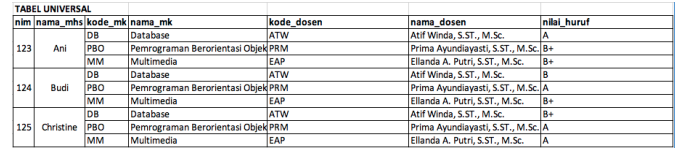 TABEL UNIVERSAL
nim nama_mhs kode_mk nama_mk kode_dosen nama_dosen nilai_huruf
DB Database ATW Atif Winda, S.ST., M.Sc. A
123 Ani PBO Pemrograman Berorientasi Objek PRM Prima Ayundiayasti, S.ST., M.Sc. B+
MM Multimedia EAP Ellanda A. Putri, S.ST., M.Sc. B+
DB Database ATW Atif Winda, S.ST., M.Sc. B
124 Budi PBO Pemrograman Berorientasi Objek PRM Prima Ayundiayasti, S.ST., M.Sc. A
MM Multimedia EAP Ellanda A. Putri, S.ST., M.Sc. B+
DB Database ATW Atif Winda, S.ST., M.Sc. B+
125 Christine PBO Pemrograman Berorientasi Objek PRM Prima Ayundiayasti, S.ST., M.Sc. A
MM Multimedia EAP Ellanda A. Putri, S.ST., M.Sc. A